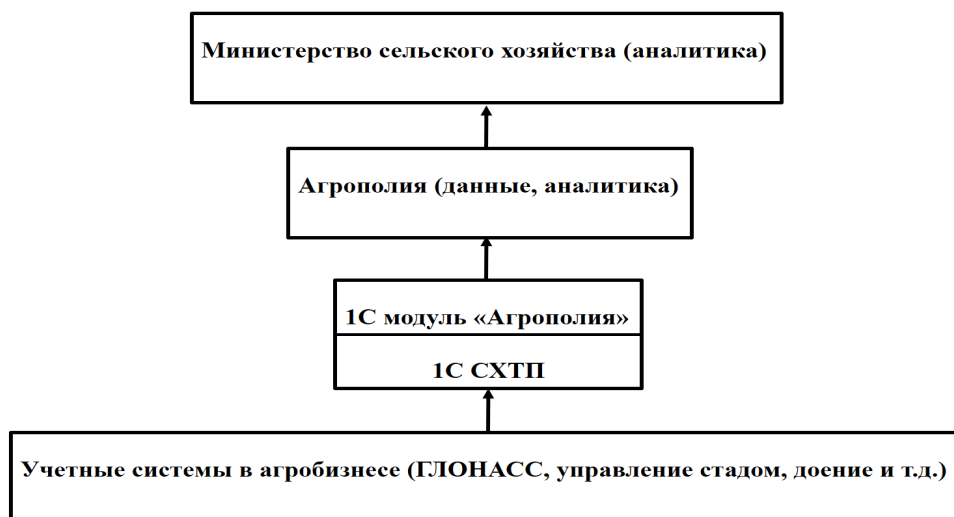 Министерство сельского хозяйства (аналитика)
Агрополия (данные, аналитика)
1С модуль «Агрополия»
1С СХТП
Учетные системы в агробизнесе (ГЛОНАСС, управление стадом, доение и т.д.)